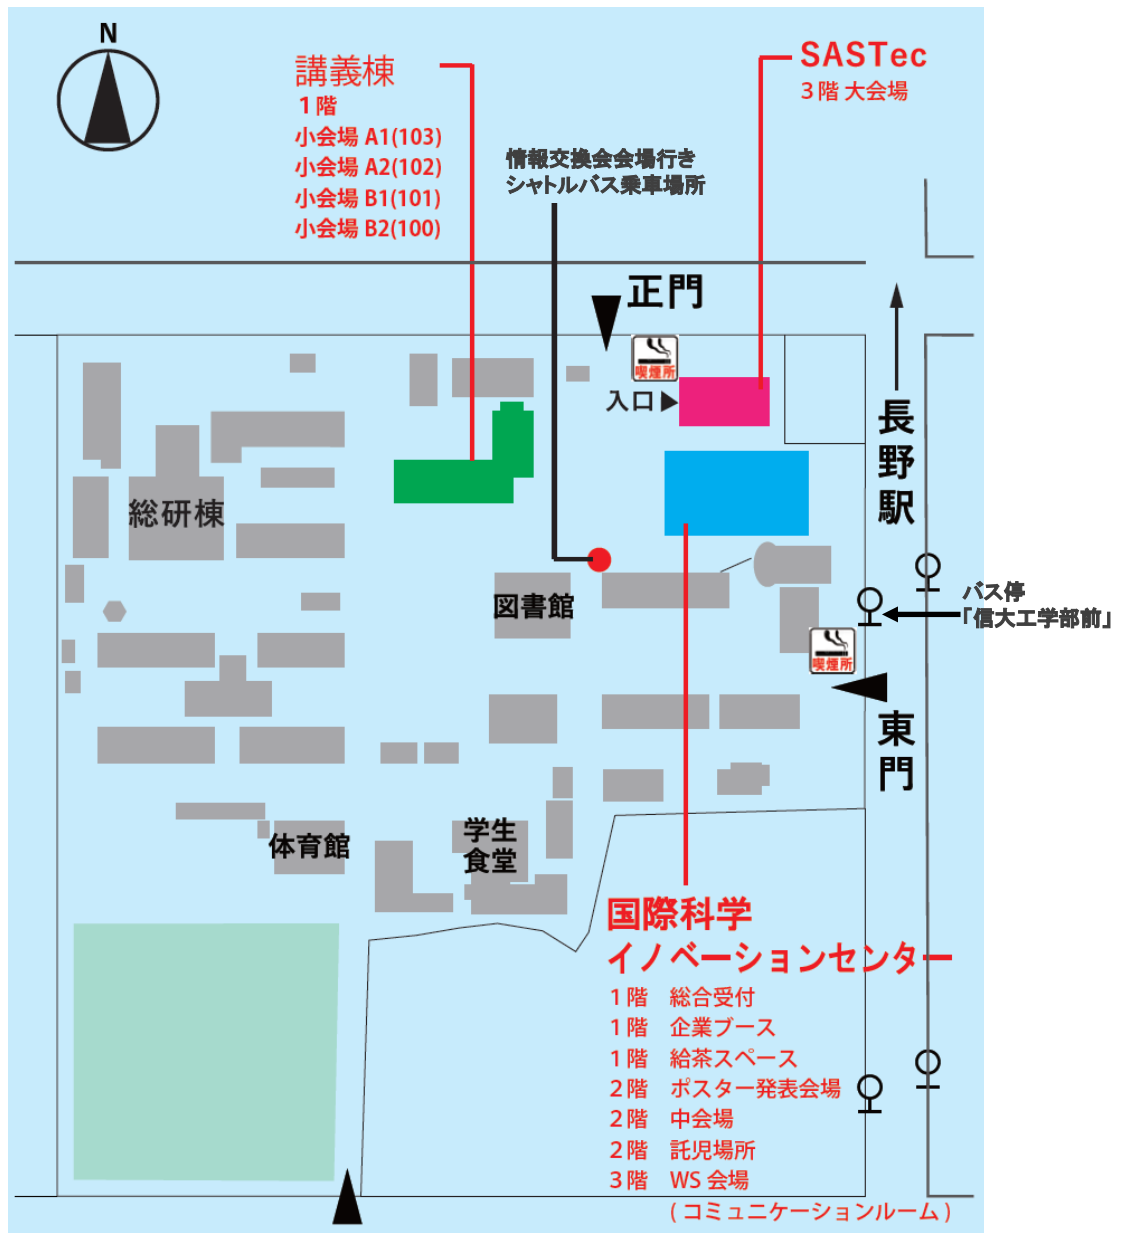 N
講義棟
1階
小会場 A1(103)
小会場 A2(102)
小会場 B1(101)
小会場 B2(100)
SASTec
3階 大会場
情報交換会会場行き
シャトルバス乗車場所
正門
喫煙所
入口
長野駅
総研棟
図書館
バス停
「信大工学部前」
喫煙所
東門
学生
食堂
体育館
国際科学
イノベーションセンター
1階 総合受付
1階 企業ブース
1階 給茶スペース
2階 ポスター発表会場
2階 中会場
2階 託児場所
3階 WS 会場
(コミュニケーションルーム)